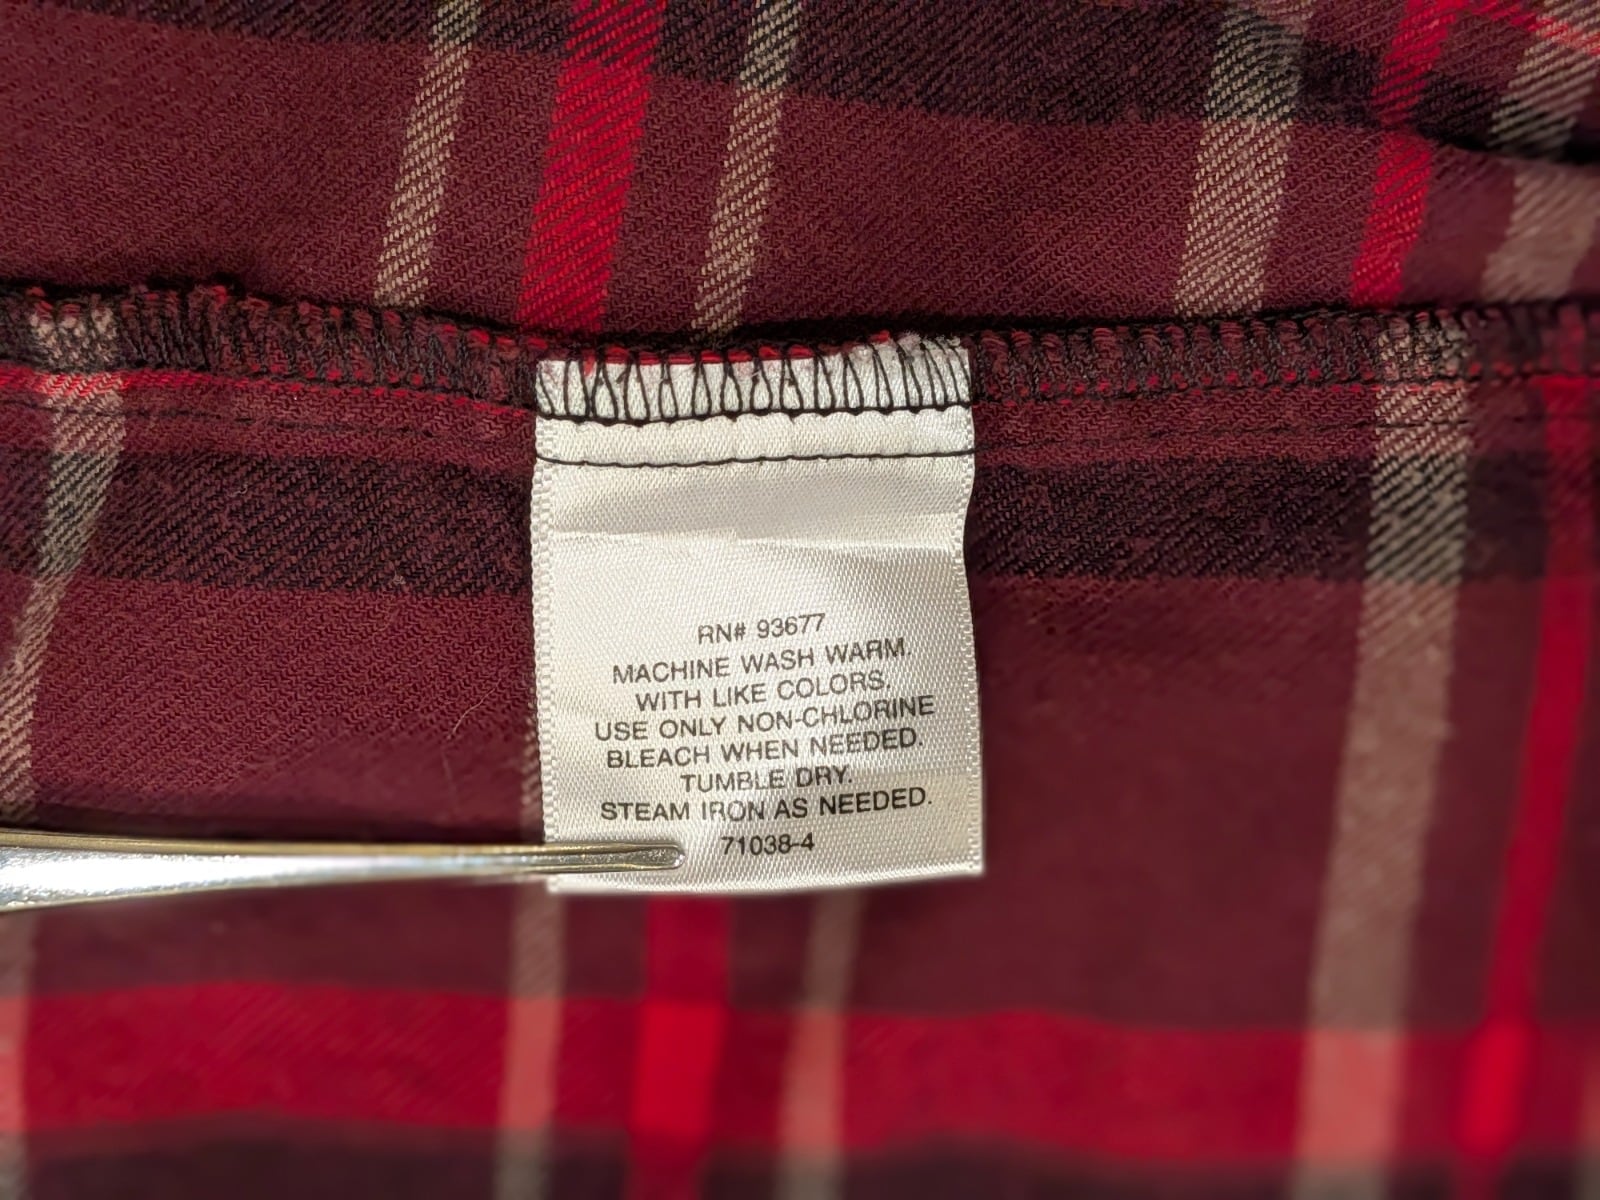 RN# 93677
MACHINE WASH WARM.
WITH LIKE COLORS.
USE ONLY NON-CHLORINE
BLEACH WHEN NEEDED.
TUMBLE DRY.
STEAM IRON AS NEEDED.
71038-4